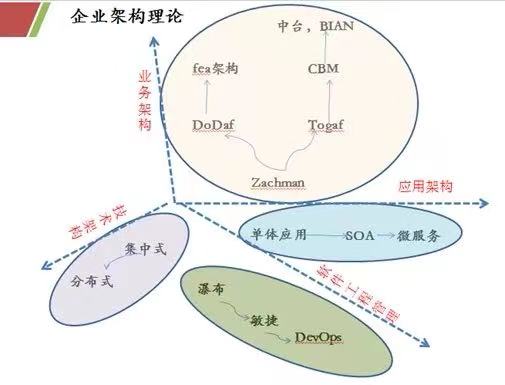 企业架构理论
中台，BIAN
业务架构
fea架构
CBM
DoDaf
Togaf
Zachman
应用架构
技术架构
单体应用
SOA
微服务
集中式
分布式
软件工程管理
瀑布
敏捷
DevOps